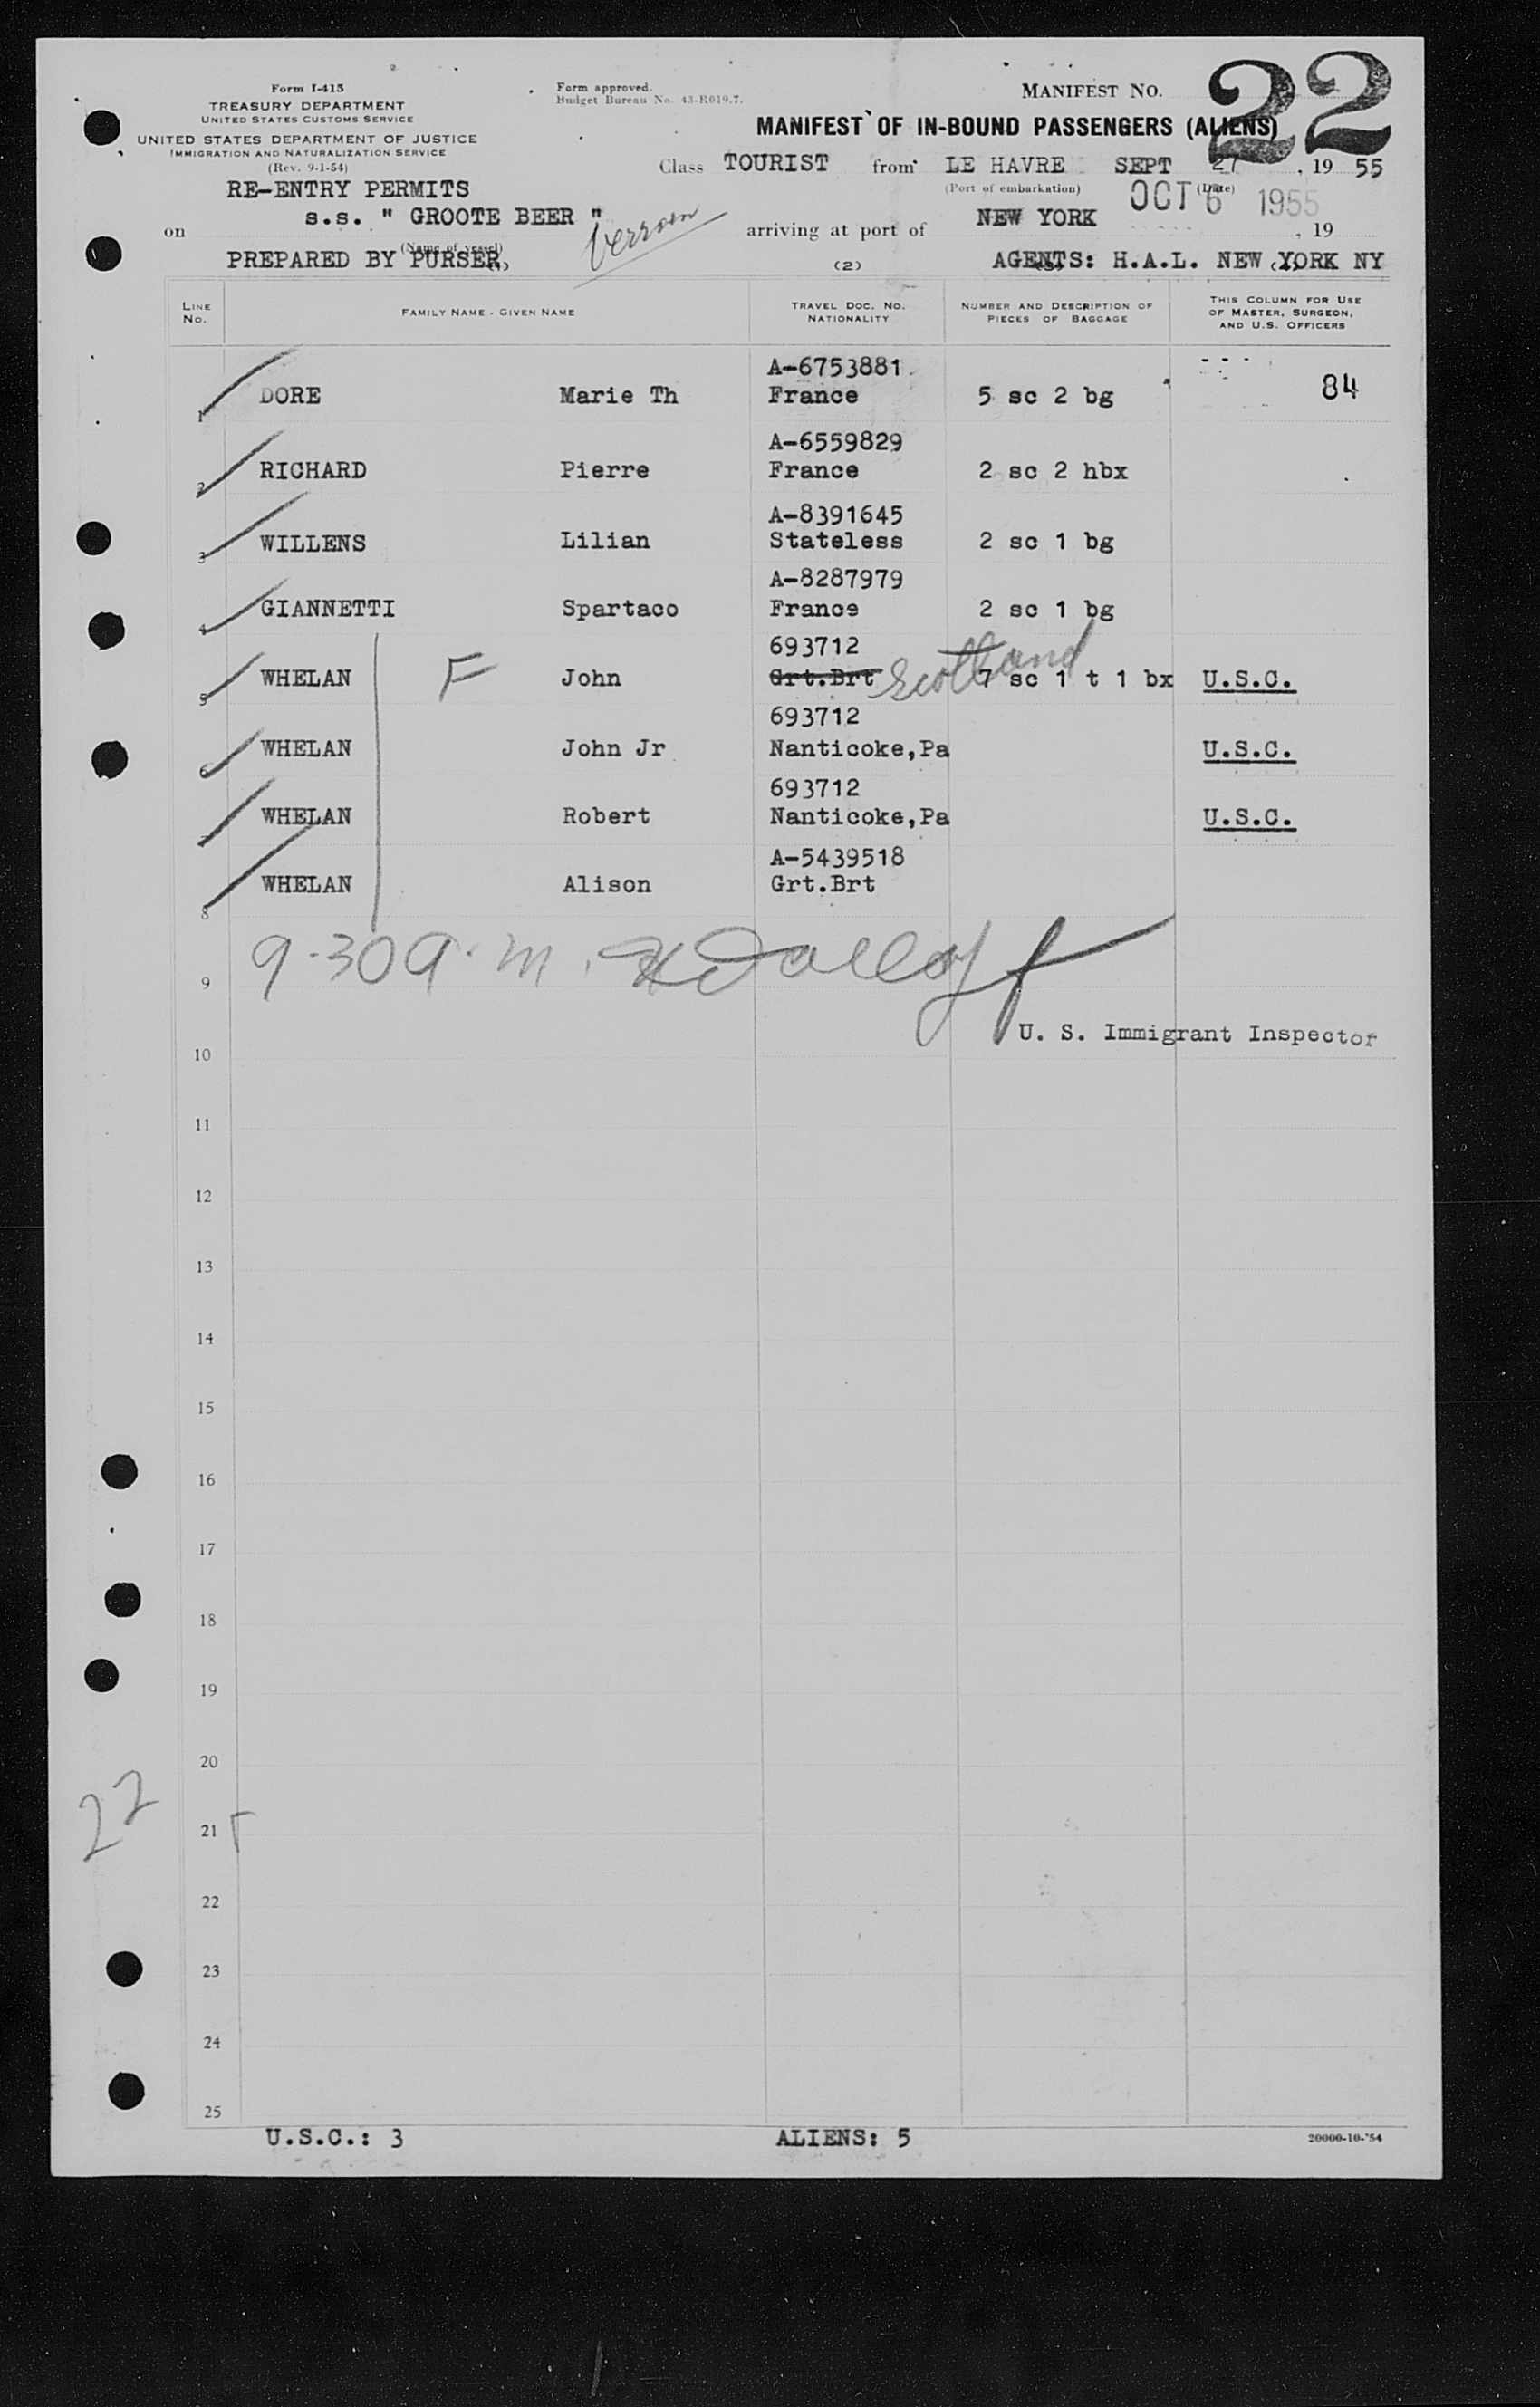 Form I-415
TREASURY DEPARTMENT
UNITED STATES CUSTOMS SERVICE
UNITED STATES DEPARTMENT OF JUSTICE
IMMIGRATION AND NATURALIZATION SERVICE
(Rev. 9-1-54)
Form approved.
Budget Bureau No. 43-R019.7.
MANIFEST NO. 22
MANIFEST OF IN-BOUND PASSENGERS (ALIENS)
Class TOURIST from LE HAVRE SEPT 27, 19 55
(Port of embarkation) (Date)
RE-ENTRY PERMITS
on s.s. " GROOTE BEER " arriving at port of NEW YORK OCT 6 1955, 19
(Name of vessel)
PREPARED BY PURSER (2) AGENTS: H.A.L. NEW YORK NY
LINE NO. FAMILY NAME - GIVEN NAME TRAVEL DOC. NO. NATIONALITY NUMBER AND DESCRIPTION OF PIECES OF BAGGAGE THIS COLUMN FOR USE OF MASTER, SURGEON, AND U.S. OFFICERS
A-6753881
1 DORE Marie Th France 5 sc 2 bg 84
A-6559829
2 RICHARD Pierre France 2 sc 2 hbx
A-8391645
3 WILLENS Lilian Stateless 2 sc 1 bg
A-8287979
4 GIANNETTI Spartaco France 2 sc 1 bg
693712
5 WHELAN F John Grt.Brt Scotland 7 sc 1 t 1 bx U.S.C.
693712
6 WHELAN John Jr Nanticoke,Pa U.S.C.
693712
7 WHELAN Robert Nanticoke,Pa U.S.C.
A-5439518
8 WHELAN Alison Grt.Brt
9 9·30 a.m.
U. S. Immigrant Inspector
10
11
12
13
14
15
16
17
18
19
20
22
21
22
23
24
25
U.S.C.: 3 ALIENS: 5 20000-10-'54